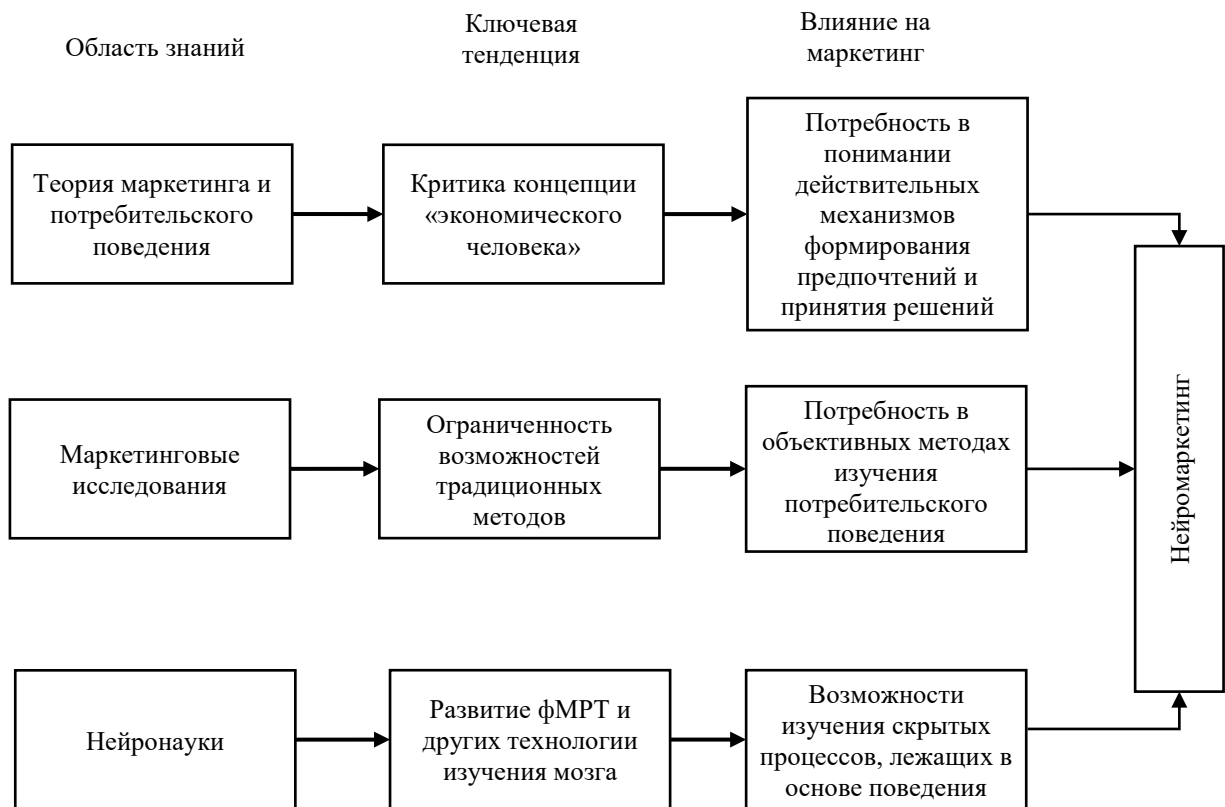 Область знаний
Ключевая
тенденция
Влияние на
маркетинг
Теория маркетинга и
потребительского
поведения
Критика концепции
«экономического
человека»
Потребность в
понимании
действительных
механизмов
формирования
предпочтений и
принятия решений
Маркетинговые
исследования
Ограниченность
возможностей
традиционных
методов
Потребность в
объективных методах
изучения
потребительского
поведения
Нейронауки
Развитие фМРТ и
других технологии
изучения мозга
Возможности
изучения скрытых
процессов, лежащих в
основе поведения
Нейромаркетинг